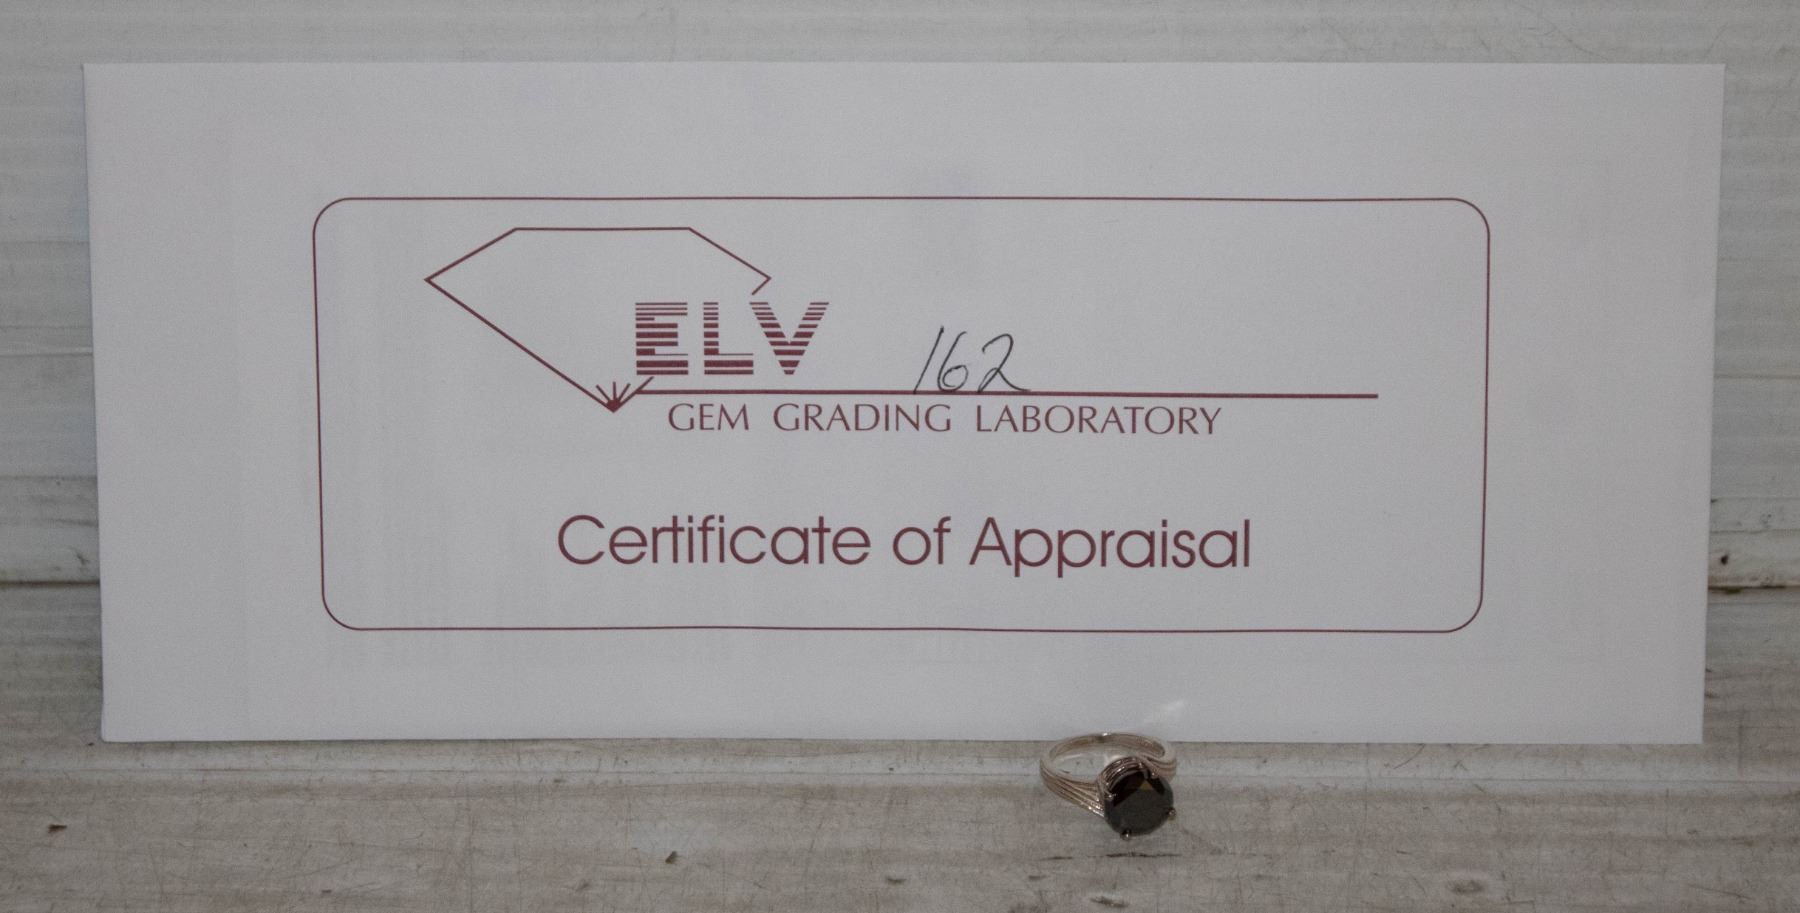 ELV 162
GEM GRADING LABORATORY
Certificate of Appraisal